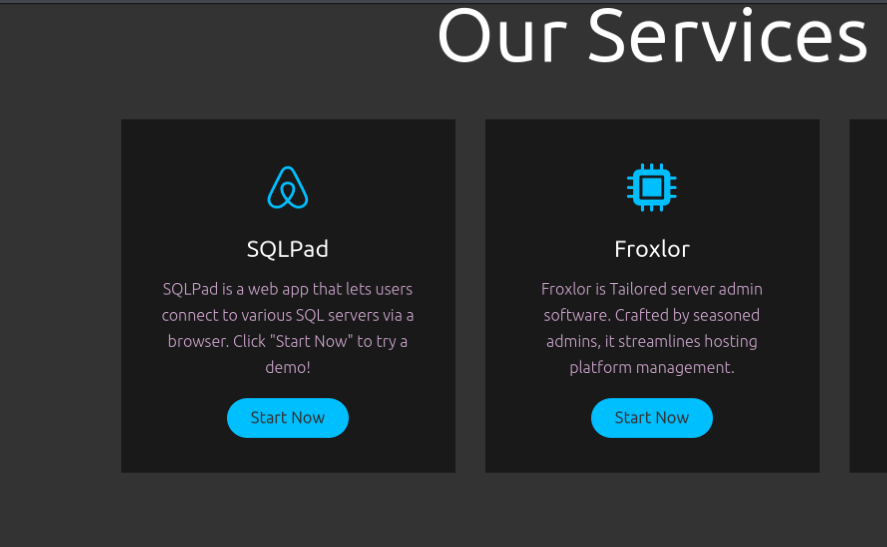 Our Services
SQLPad
SQLPad is a web app that lets users
connect to various SQL servers via a
browser. Click "Start Now" to try a
demo!
Start Now
Froxlor
Froxlor is Tailored server admin
software. Crafted by seasoned
admins, it streamlines hosting
platform management.
Start Now